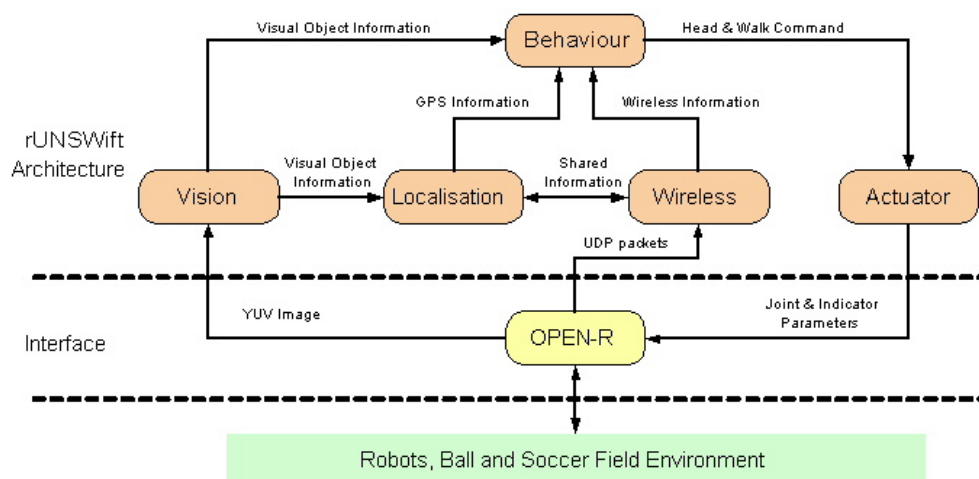 Visual Object Information
Behaviour
Head & Walk Command
GPS Information
Wireless Information
rUNSWift
Architecture
Visual Object
Information
Shared
Information
Vision
Localisation
Wireless
Actuator
UDP packets
YUV Image
Joint & Indicator
Parameters
Interface
OPEN-R
Robots, Ball and Soccer Field Environment